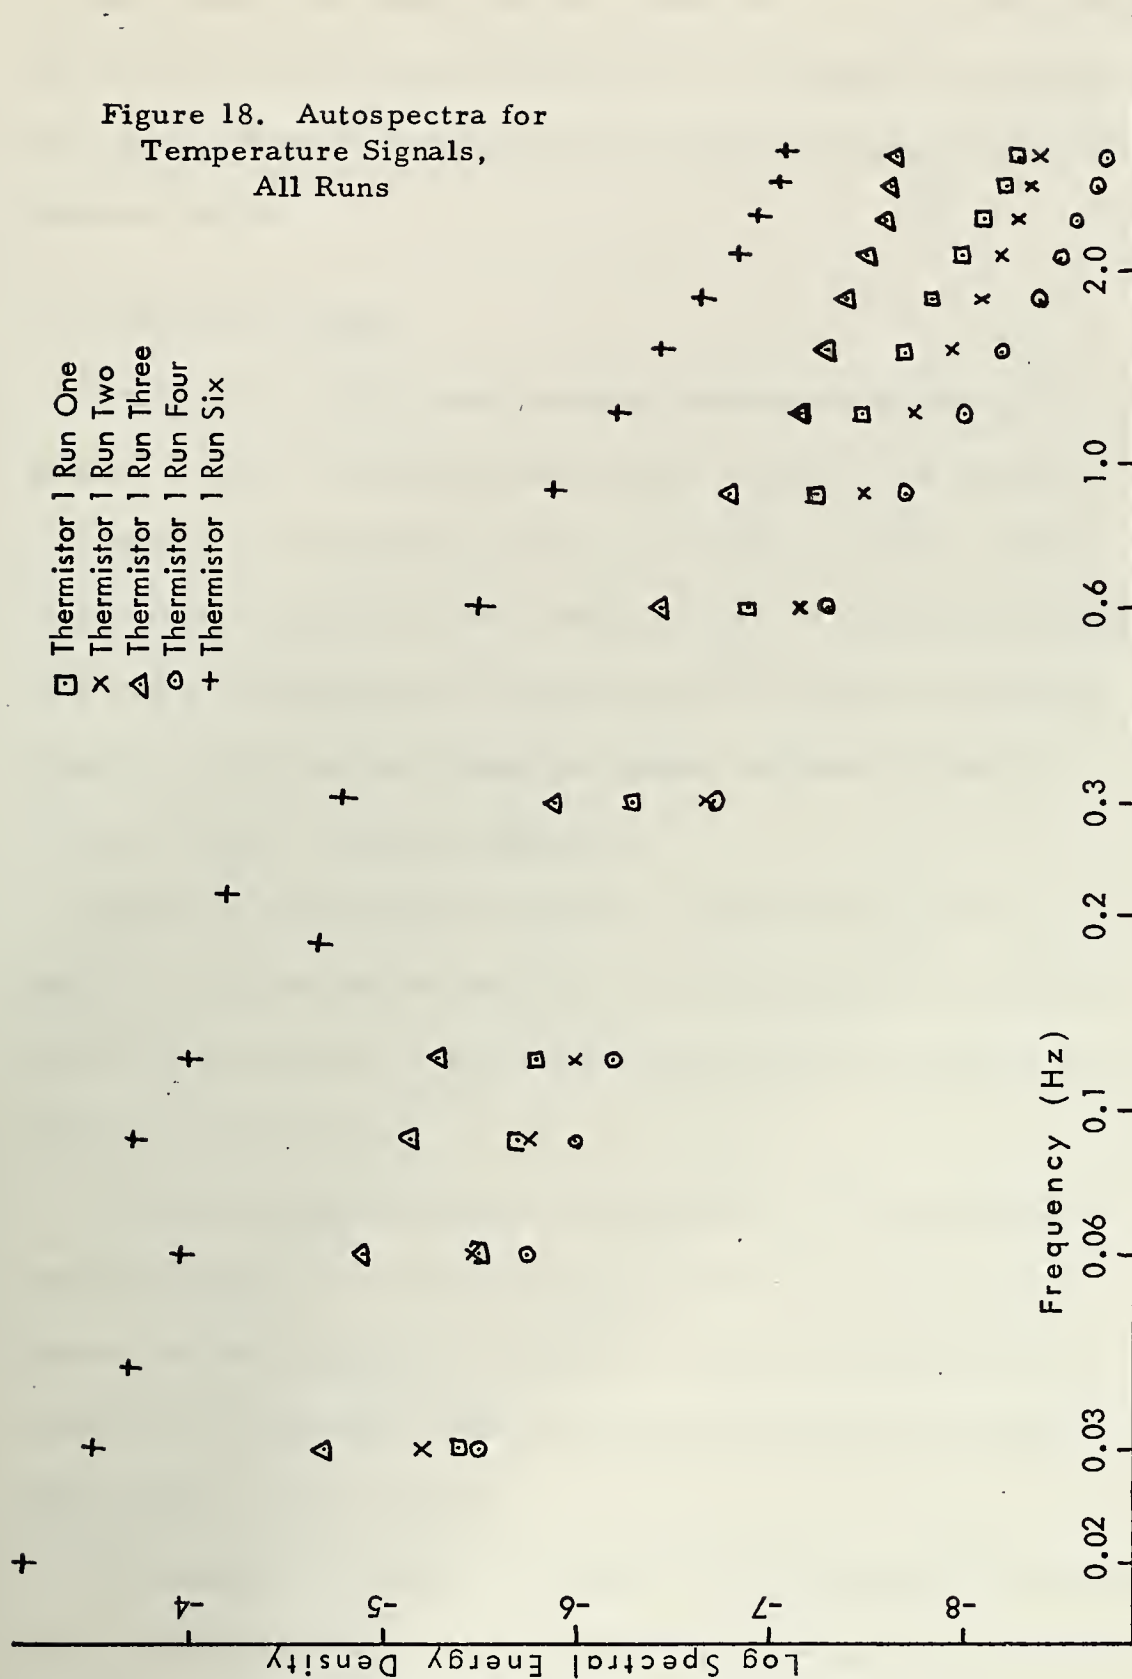 Figure 18. Autospectra for
Temperature Signals,
All Runs
Thermistor 1 Run One
Thermistor 1 Run Two
Thermistor 1 Run Three
Thermistor 1 Run Four
Thermistor 1 Run Six
Log Spectral Energy Density
-4
-5
-6
-7
-8
0.02
0.03
0.06
0.1
0.2
0.3
0.6
1.0
2.0
Frequency (Hz)